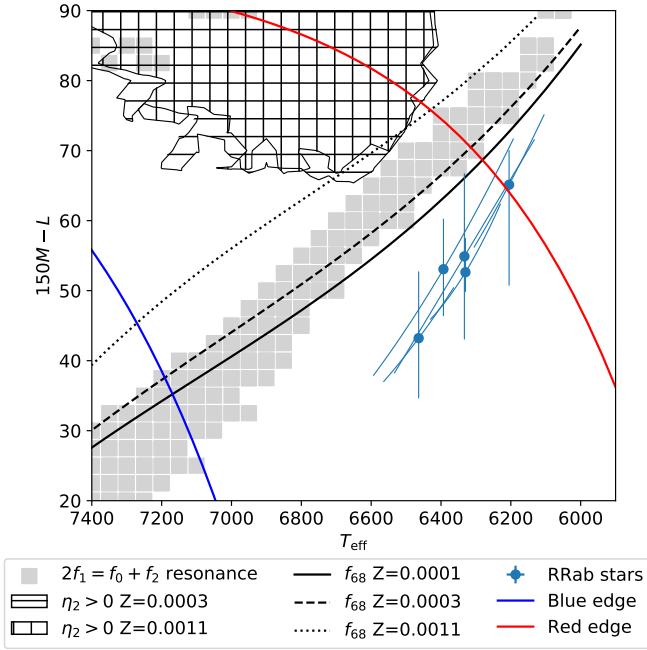 90
80
70
60
50
40
30
20
150M − L
7400 7200 7000 6800 6600 6400 6200 6000
T_eff
2f₁ = f₀ + f₂ resonance
η₂ > 0 Z=0.0003
η₂ > 0 Z=0.0011
f₆₈ Z=0.0001
f₆₈ Z=0.0003
f₆₈ Z=0.0011
RRab stars
Blue edge
Red edge